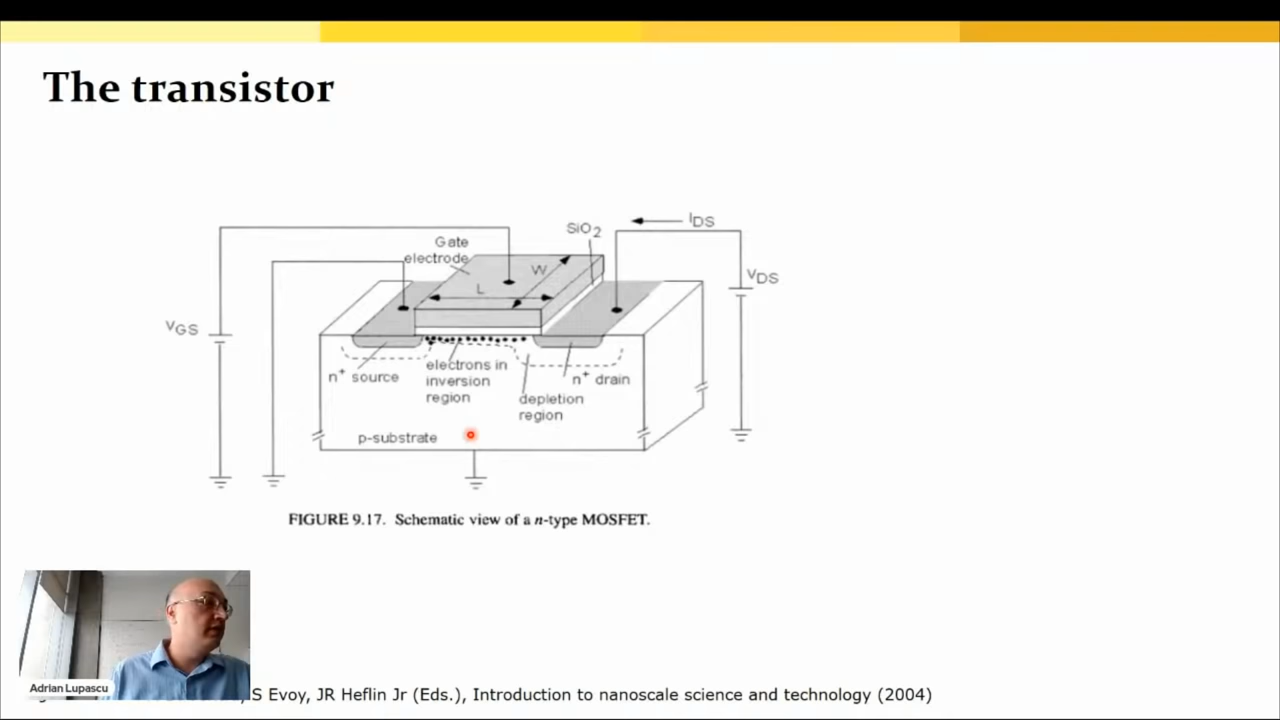 The transistor
SiO2
IDS
Gate
electrode
W
L
VDS
VGS
n+ source
electrons in
inversion
region
n+ drain
depletion
region
p-substrate
FIGURE 9.17. Schematic view of a n-type MOSFET.
Adrian Lupascu
S Evoy, JR Heflin Jr (Eds.), Introduction to nanoscale science and technology (2004)